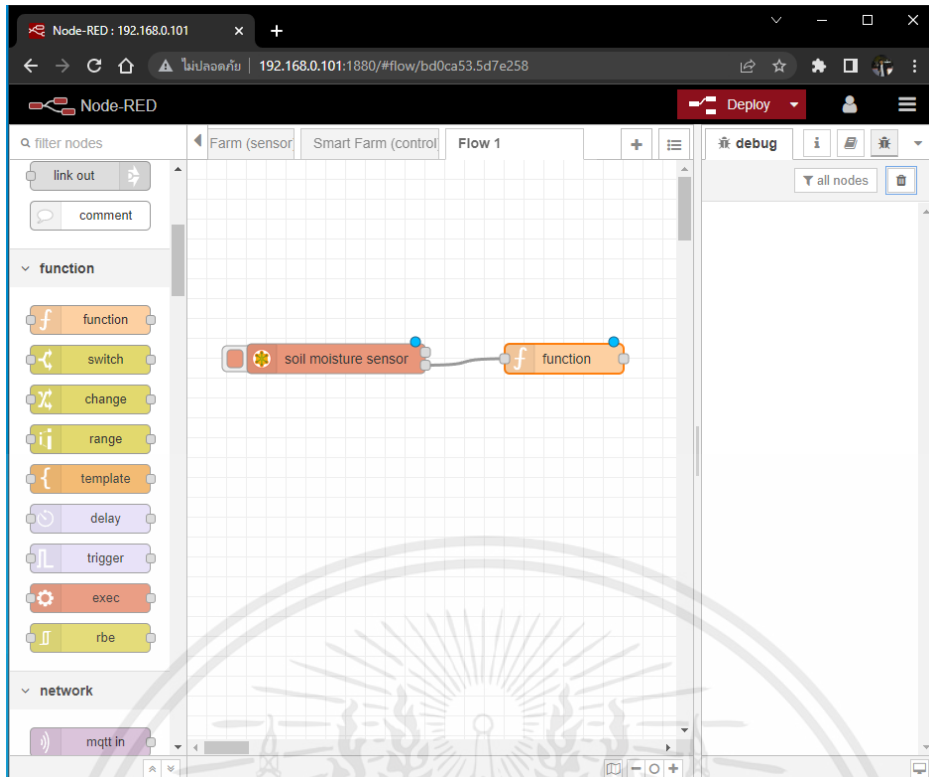 Node-RED : 192.168.0.101
ไม่ปลอดภัย | 192.168.0.101:1880/#flow/bd0ca53.5d7e258
Node-RED
Deploy
filter nodes
Farm (sensor
Smart Farm (control
Flow 1
debug
i
all nodes
link out
comment
function
function
switch
change
range
template
delay
trigger
exec
rbe
network
mqtt in
soil moisture sensor
function